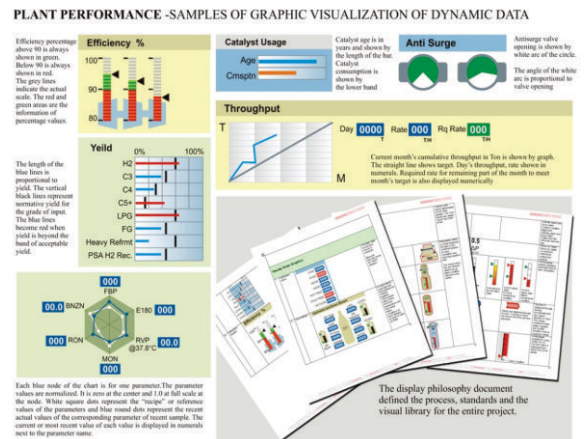 PLANT PERFORMANCE -SAMPLES OF GRAPHIC VISUALIZATION OF DYNAMIC DATA
Efficiency percentage
above 90 is always
shown in green.
Below 90 is always
shown in red.
The grey lines
indicate the actual
scale. The red and
green areas are the
information of
percentage values.
Efficiency %
100
90
80
Catalyst Usage
Age
Cmsptn
Catalyst age is in
years and shown by
the length of the bar.
Catalyst
consumption is
shown by
the lower band
Anti Surge
Antisurge valve
opening is shown by
white arc of the circle.
The angle of the white
arc is proportional to
valve opening
Throughput
T
M
Day 0000 Rate 000 Rq Rate 000
T T/H T/H
Current month's cumulative throughput in Ton is shown by graph.
The straight line shows target. Day's throughput, rate shown in
numerals. Required rate for remaining part of the month to meet
month's target is also displayed numerically
The length of the
blue lines is
proportional to
yield. The vertical
black lines represent
normative yield for
the grade of input.
The blue lines
become red when
yield is beyond the
band of acceptable
yield.
Yeild
0% 100%
H2
C3
C4
C5+
LPG
FG
Heavy Refrmt
PSA H2 Rec.
000
FBP
00.0 BNZN
E180 000
000 RON
RVP 00.0
@37.8°C
MON
000
Efficiency %
Each blue node of the chart is for one parameter.The parameter
values are normalized. It is zero at the center and 1.0 at full scale at
the node. White square dots represent the "recipe" or reference
values of the parameters and blue round dots represent the recent
actual values of the corresponding parameter of recent sample. The
current or most recent value of each value is displayed in numerals
next to the parameter name.
The display philosophy document
defined the process, standards and the
visual library for the entire project.